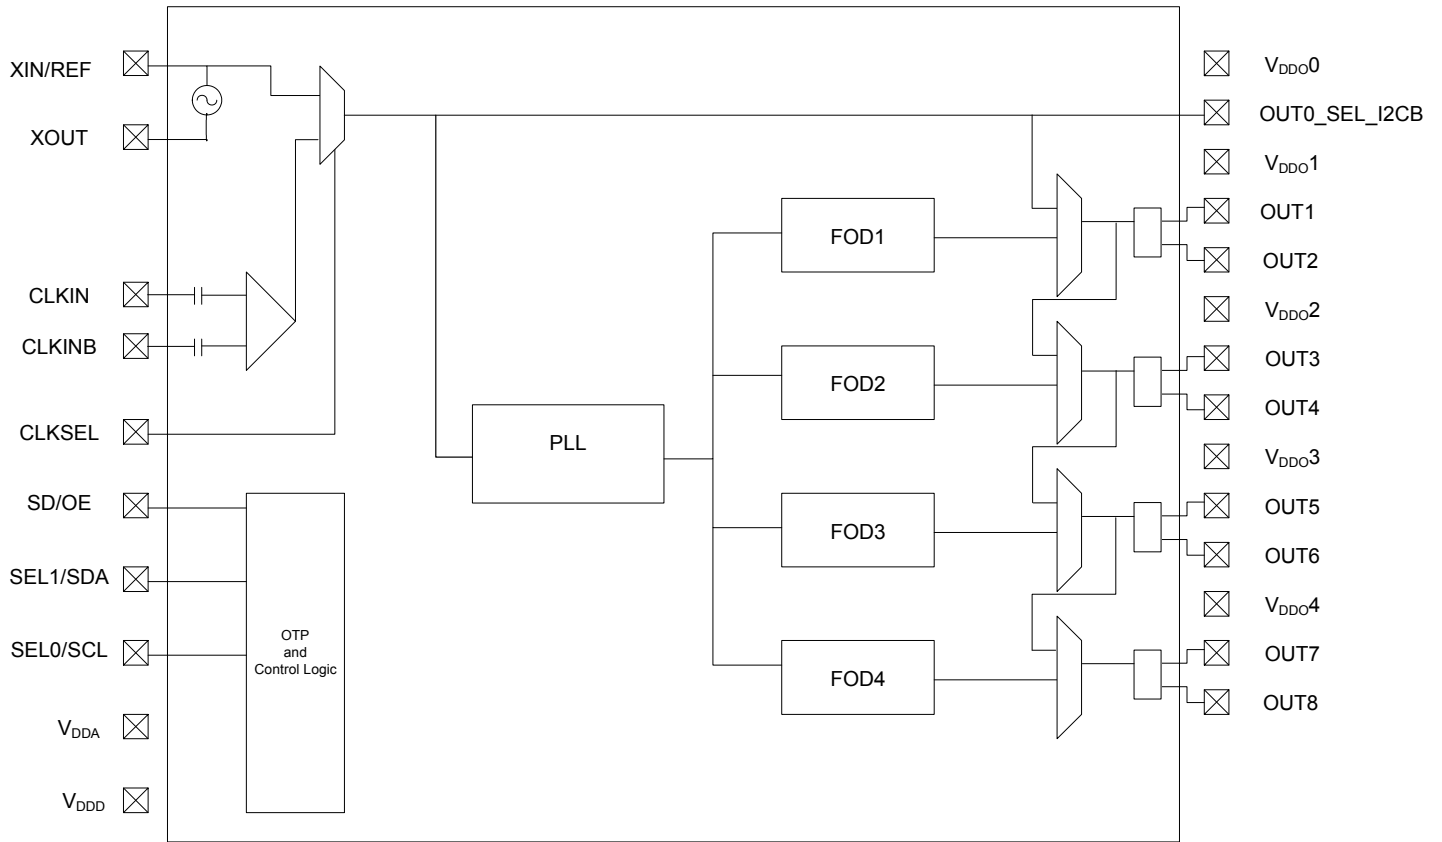 XIN/REF
XOUT
CLKIN
CLKINB
CLKSEL
SD/OE
SEL1/SDA
SEL0/SCL
VDDA
VDDD
OTP
and
Control Logic
PLL
FOD1
FOD2
FOD3
FOD4
VDDO0
OUT0_SEL_I2CB
VDDO1
OUT1
OUT2
VDDO2
OUT3
OUT4
VDDO3
OUT5
OUT6
VDDO4
OUT7
OUT8